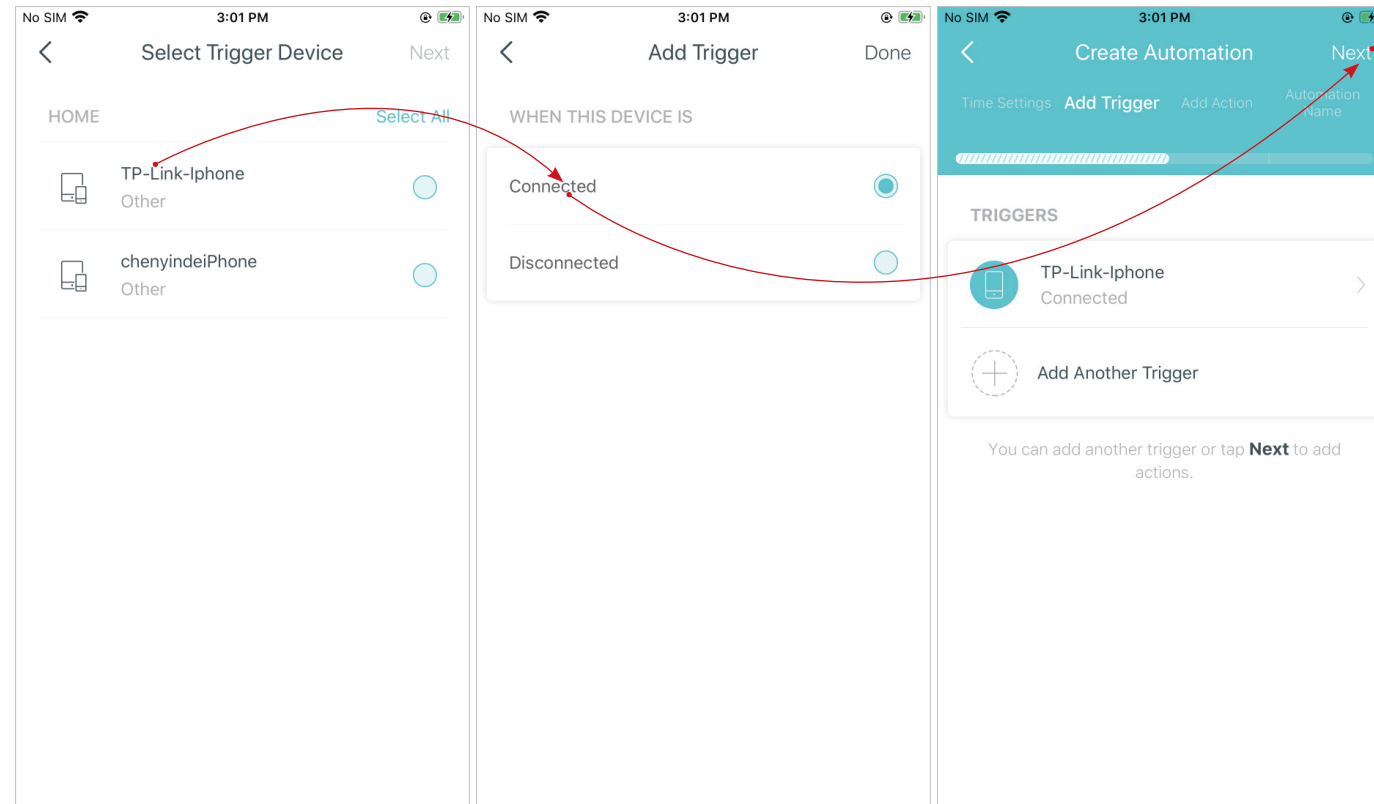 No SIM 3:01 PM
Select Trigger Device Next
HOME Select All
TP-Link-Iphone
Other
chenyindeiPhone
Other
No SIM 3:01 PM
Add Trigger Done
WHEN THIS DEVICE IS
Connected
Disconnected
No SIM 3:01 PM
Create Automation Next
Time Settings Add Trigger Add Action Automation
Name
TRIGGERS
TP-Link-Iphone
Connected
Add Another Trigger
You can add another trigger or tap Next to add
actions.